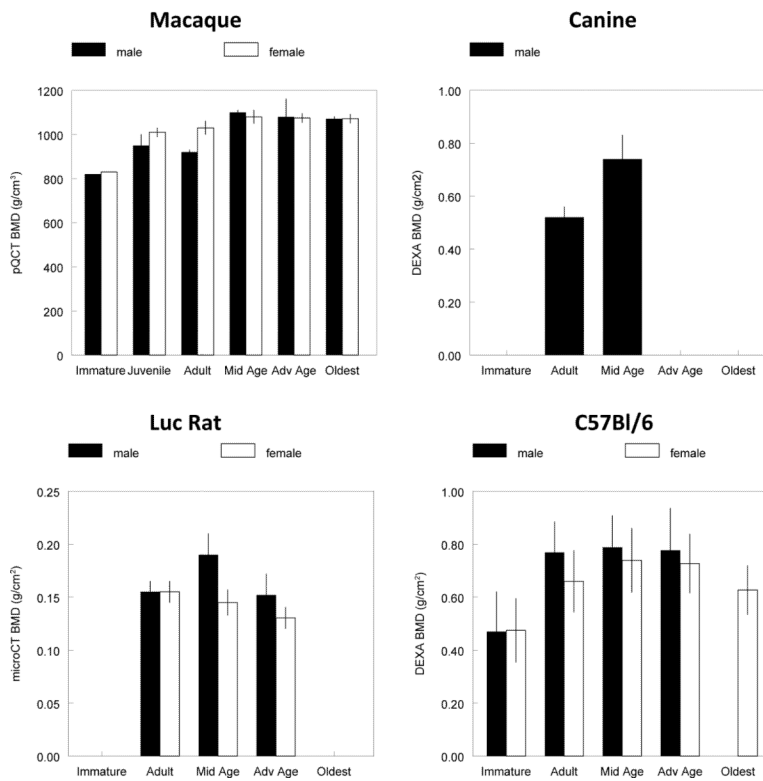 Macaque
male female
1200
1000
800
600
400
200
0
pQCT BMD (g/cm³)
Immature Juvenile Adult Mid Age Adv Age Oldest
Canine
male
1.00
0.80
0.60
0.40
0.20
0.00
DEXA BMD (g/cm2)
Immature Adult Mid Age Adv Age Oldest
Luc Rat
male female
0.25
0.20
0.15
0.10
0.05
0.00
microCT BMD (g/cm²)
Immature Adult Mid Age Adv Age Oldest
C57Bl/6
male female
1.00
0.80
0.60
0.40
0.20
0.00
DEXA BMD (g/cm²)
Immature Adult Mid Age Adv Age Oldest